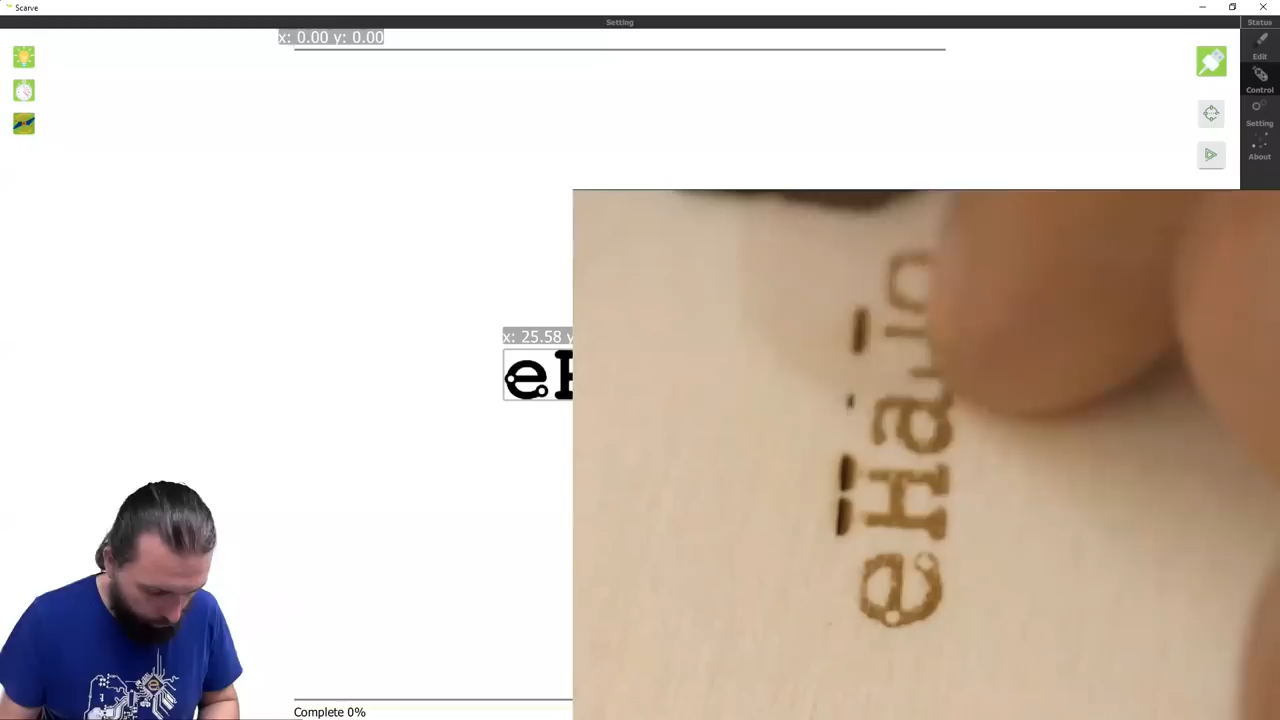 Scarve
Setting
Status
x: 0.00 y: 0.00
Edit
Control
Setting
About
x: 25.58 y
eH
eHa
Complete 0%